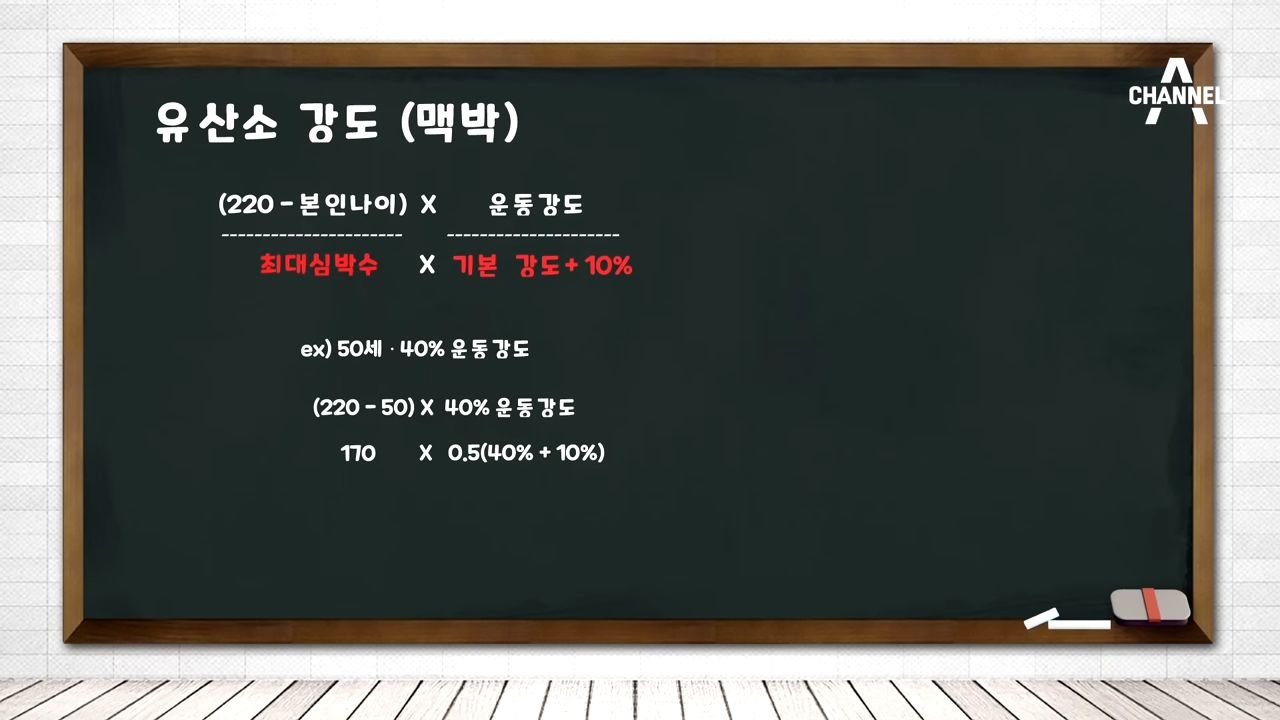 CHANNEL A
유산소 강도 (맥박)
(220 - 본인나이) X 운동강도
최대심박수 X 기본 강도 + 10%
ex) 50세 · 40% 운동강도
(220 - 50) X 40% 운동강도
170 X 0.5(40% + 10%)